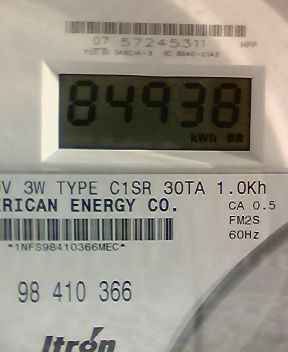 07 57245311 HPP
84938
kWh
V 3W TYPE C1SR 30TA 1.0Kh
RICAN ENERGY CO. CA 0.5
FM2S
60Hz
*1NFS98410366MEC*
98 410 366
Itron